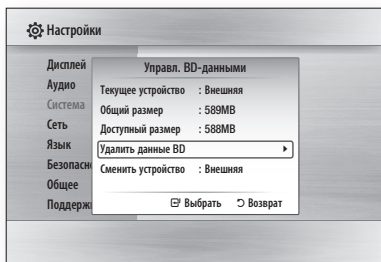 Настройки
Дисплей
Аудио
Система
Сеть
Язык
Безопасн
Общее
Поддерж
Управл. BD-данными
Текущее устройство : Внешняя
Общий размер : 589MB
Доступный размер : 588MB
Удалить данные BD
Сменить устройство : Внешняя
Выбрать Возврат